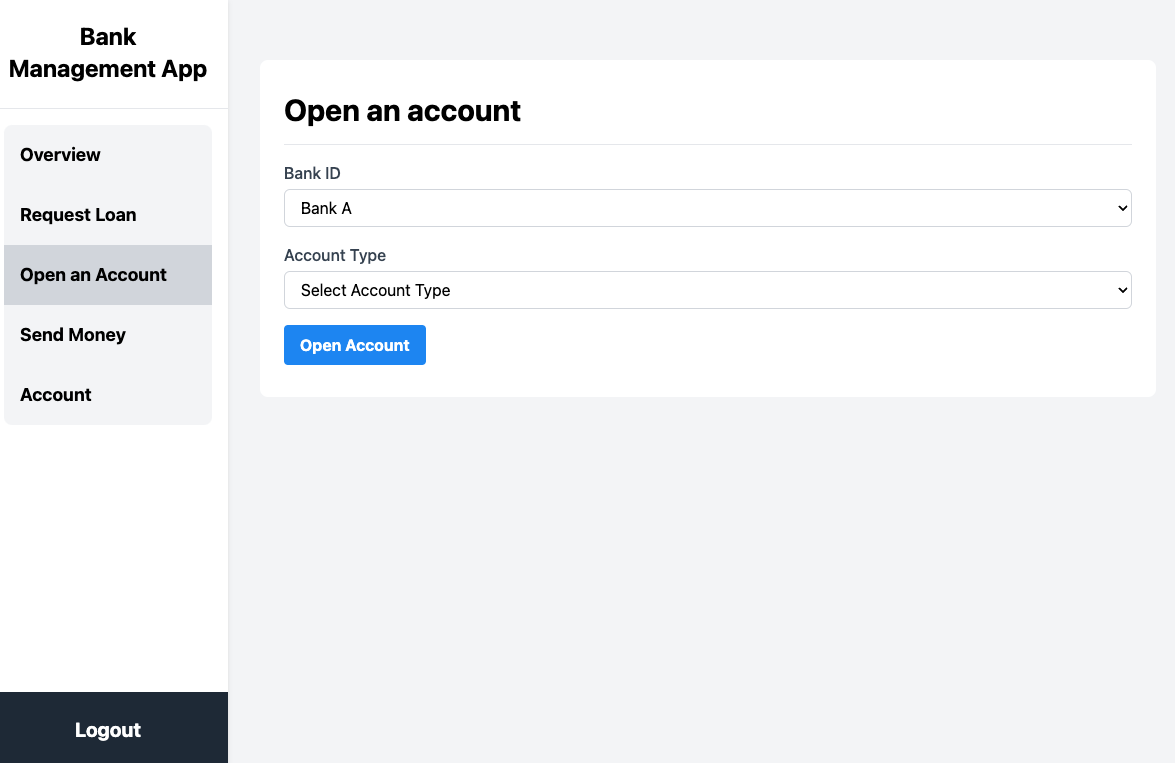 Bank
Management App
Overview
Request Loan
Open an Account
Send Money
Account
Logout
Open an account
Bank ID
Bank A
Account Type
Select Account Type
Open Account